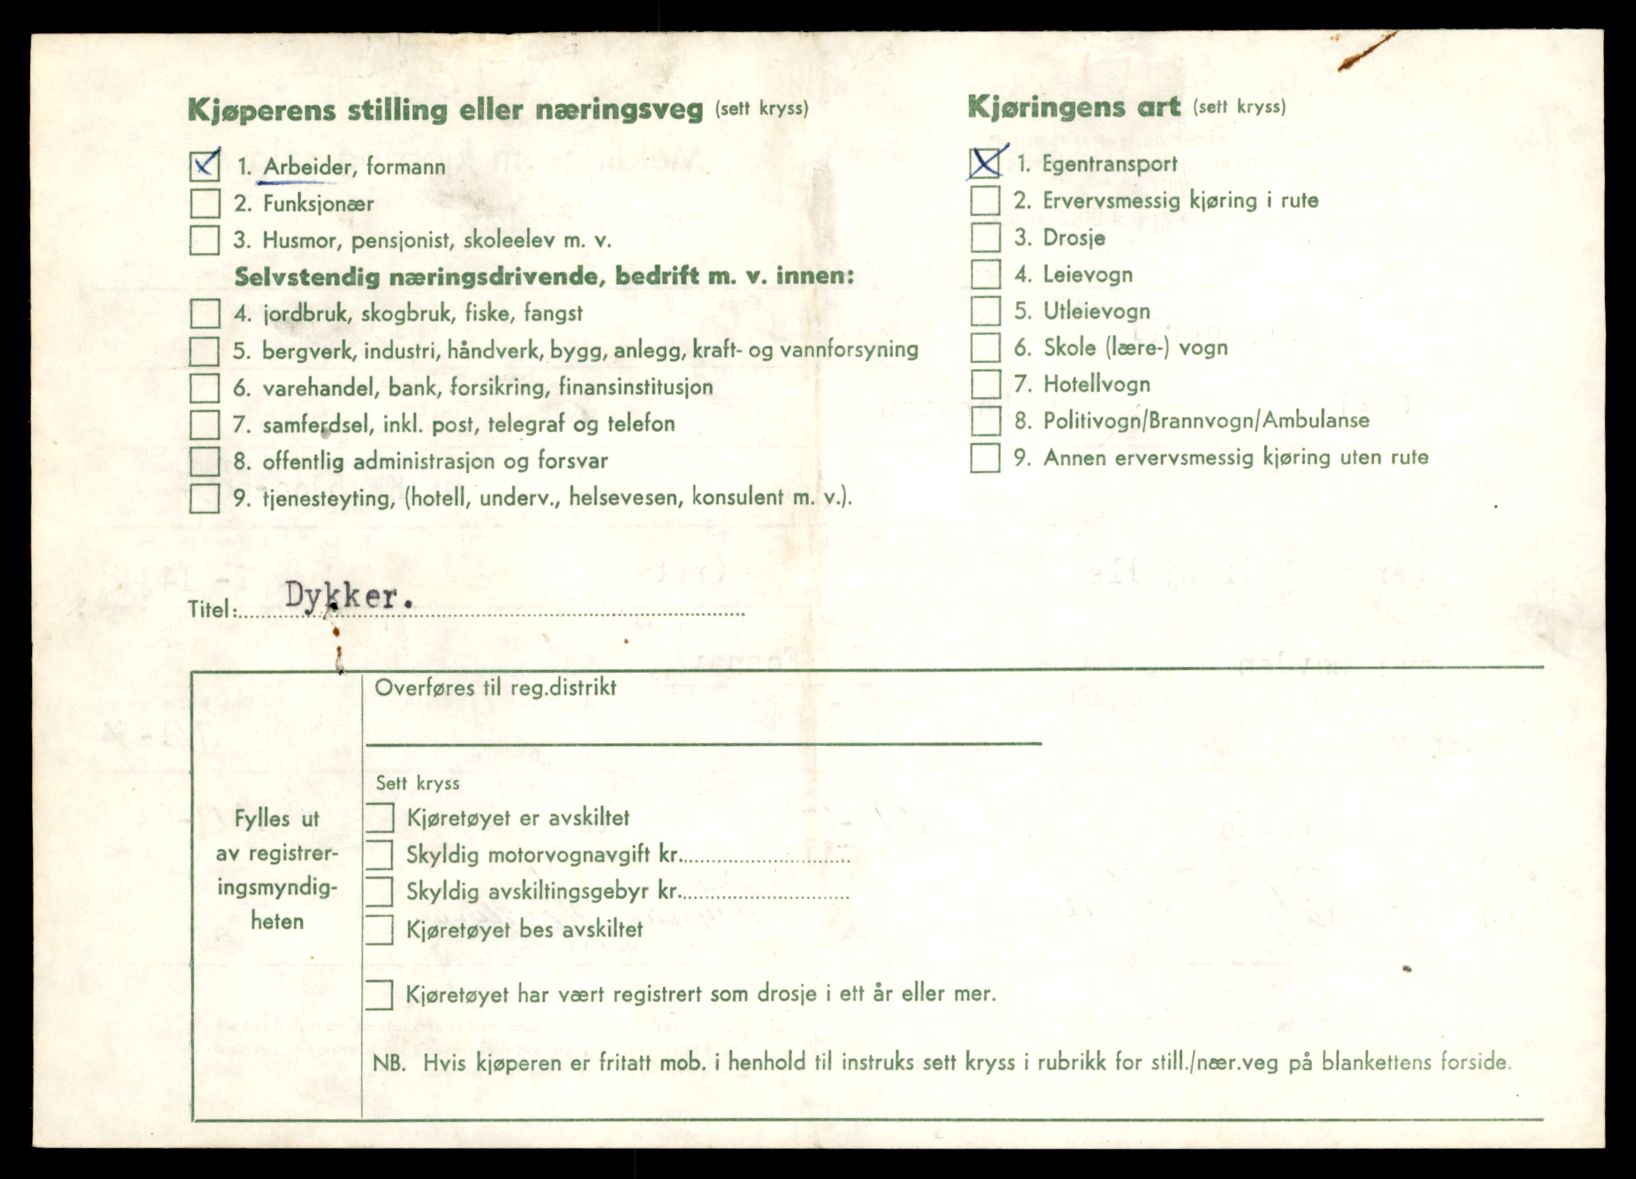 Kjøperens stilling eller næringsveg (sett kryss)
1. Arbeider, formann
2. Funksjonær
3. Husmor, pensjonist, skoleelev m. v.
Selvstendig næringsdrivende, bedrift m. v. innen:
4. jordbruk, skogbruk, fiske, fangst
5. bergverk, industri, håndverk, bygg, anlegg, kraft- og vannforsyning
6. varehandel, bank, forsikring, finansinstitusjon
7. samferdsel, inkl. post, telegraf og telefon
8. offentlig administrasjon og forsvar
9. tjenesteyting, (hotell, underv., helsevesen, konsulent m. v.).
Kjøringens art (sett kryss)
1. Egentransport
2. Ervervsmessig kjøring i rute
3. Drosje
4. Leievogn
5. Utleievogn
6. Skole (lære-) vogn
7. Hotellvogn
8. Politivogn/Brannvogn/Ambulanse
9. Annen ervervsmessig kjøring uten rute
Titel: Dykker.
Fylles ut
av registrer-
ingsmyndig-
heten
Overføres til reg.distrikt
Sett kryss
Kjøretøyet er avskiltet
Skyldig motorvognavgift kr.
Skyldig avskiltingsgebyr kr.
Kjøretøyet bes avskiltet
Kjøretøyet har vært registrert som drosje i ett år eller mer.
NB. Hvis kjøperen er fritatt mob. i henhold til instruks sett kryss i rubrikk for still./nær.veg på blankettens forside.